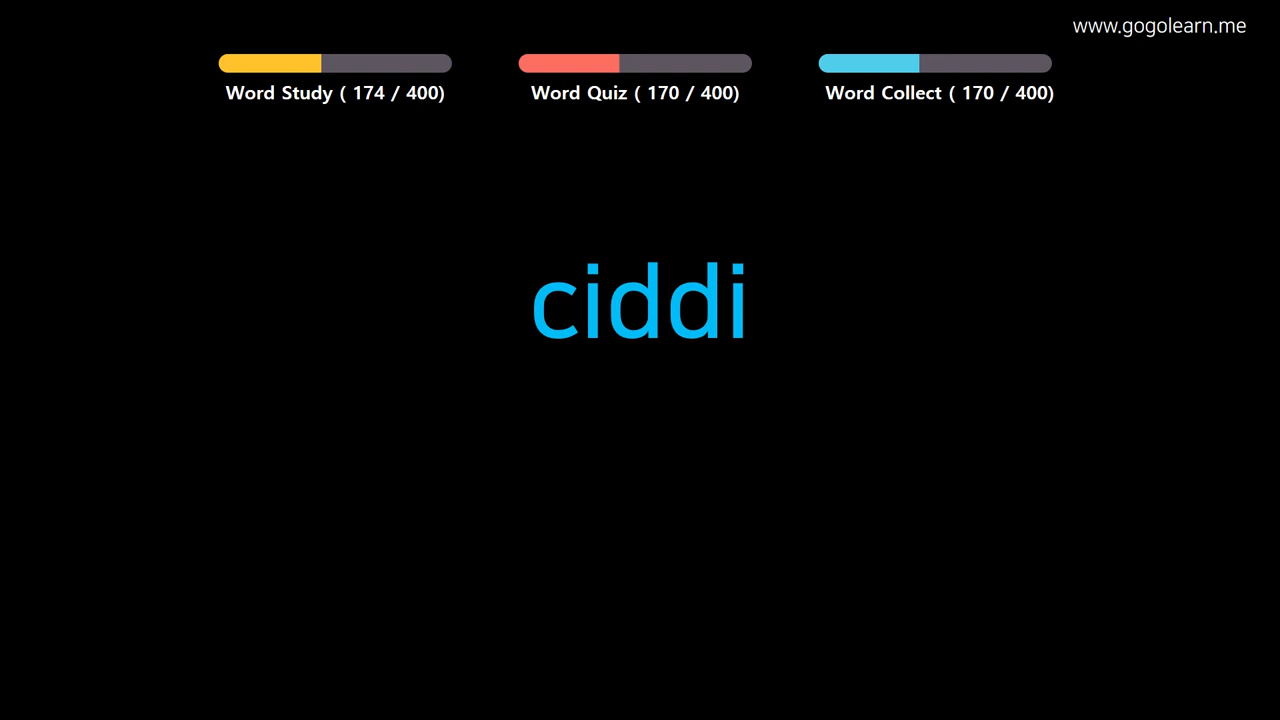 www.gogolearn.me
Word Study ( 174 / 400)
Word Quiz ( 170 / 400)
Word Collect ( 170 / 400)
ciddi